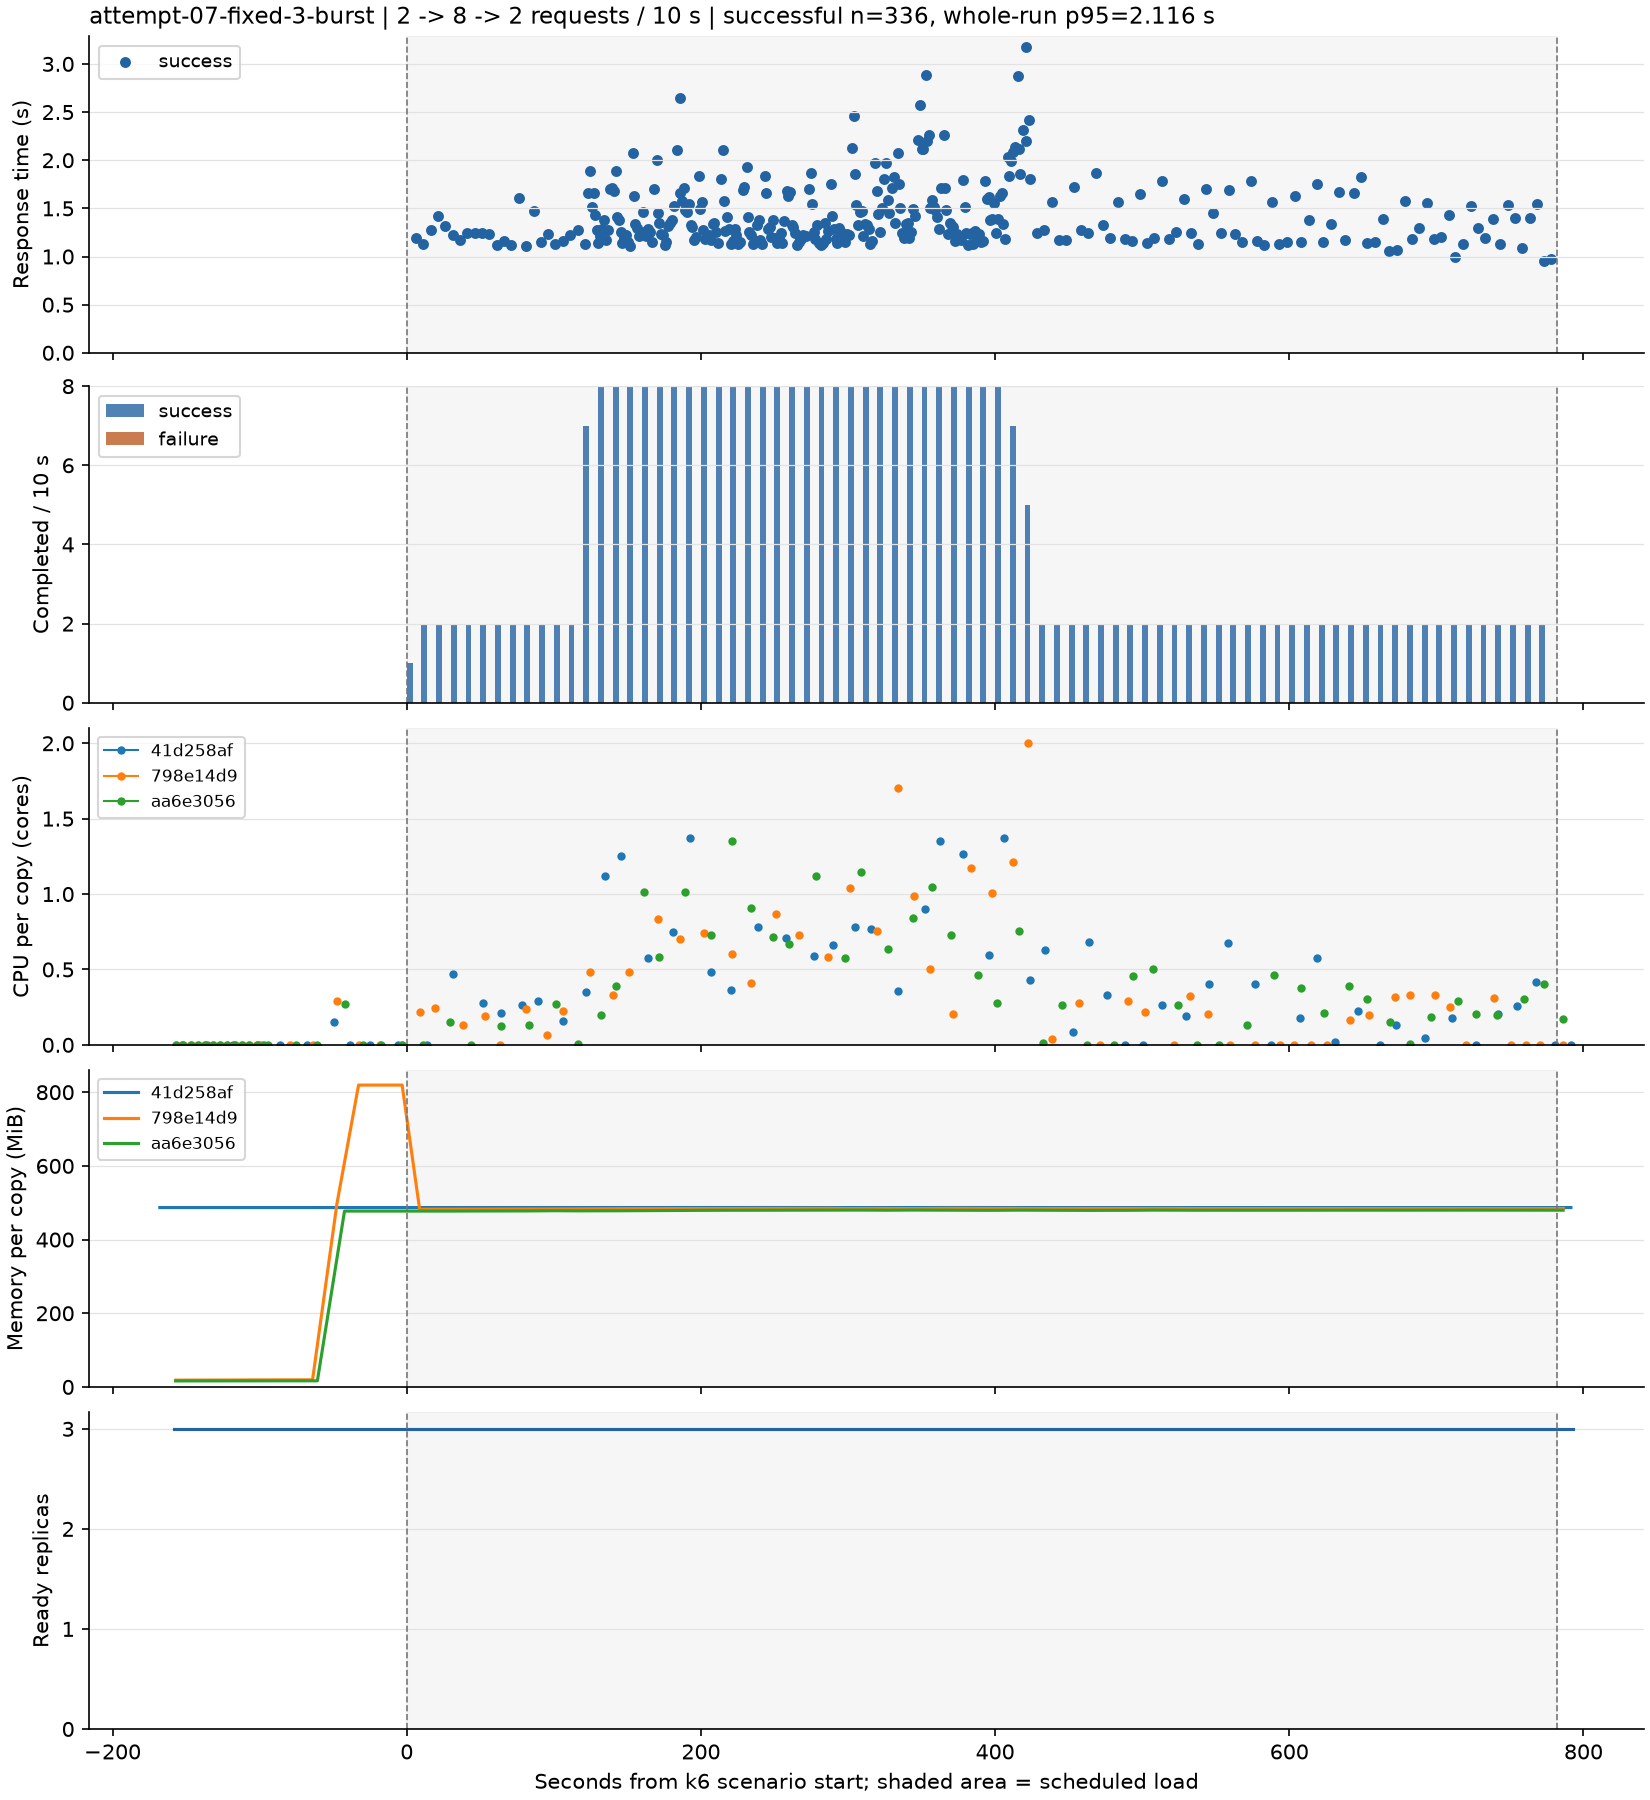 attempt-07-fixed-3-burst | 2 -> 8 -> 2 requests / 10 s | successful n=336, whole-run p95=2.116 s
Response time (s)
3.0
2.5
2.0
1.5
1.0
0.5
0.0
success
Completed / 10 s
8
6
4
2
0
success
failure
CPU per copy (cores)
2.0
1.5
1.0
0.5
0.0
41d258af
798e14d9
aa6e3056
Memory per copy (MiB)
800
600
400
200
0
41d258af
798e14d9
aa6e3056
Ready replicas
3
2
1
0
−200 0 200 400 600 800
Seconds from k6 scenario start; shaded area = scheduled load